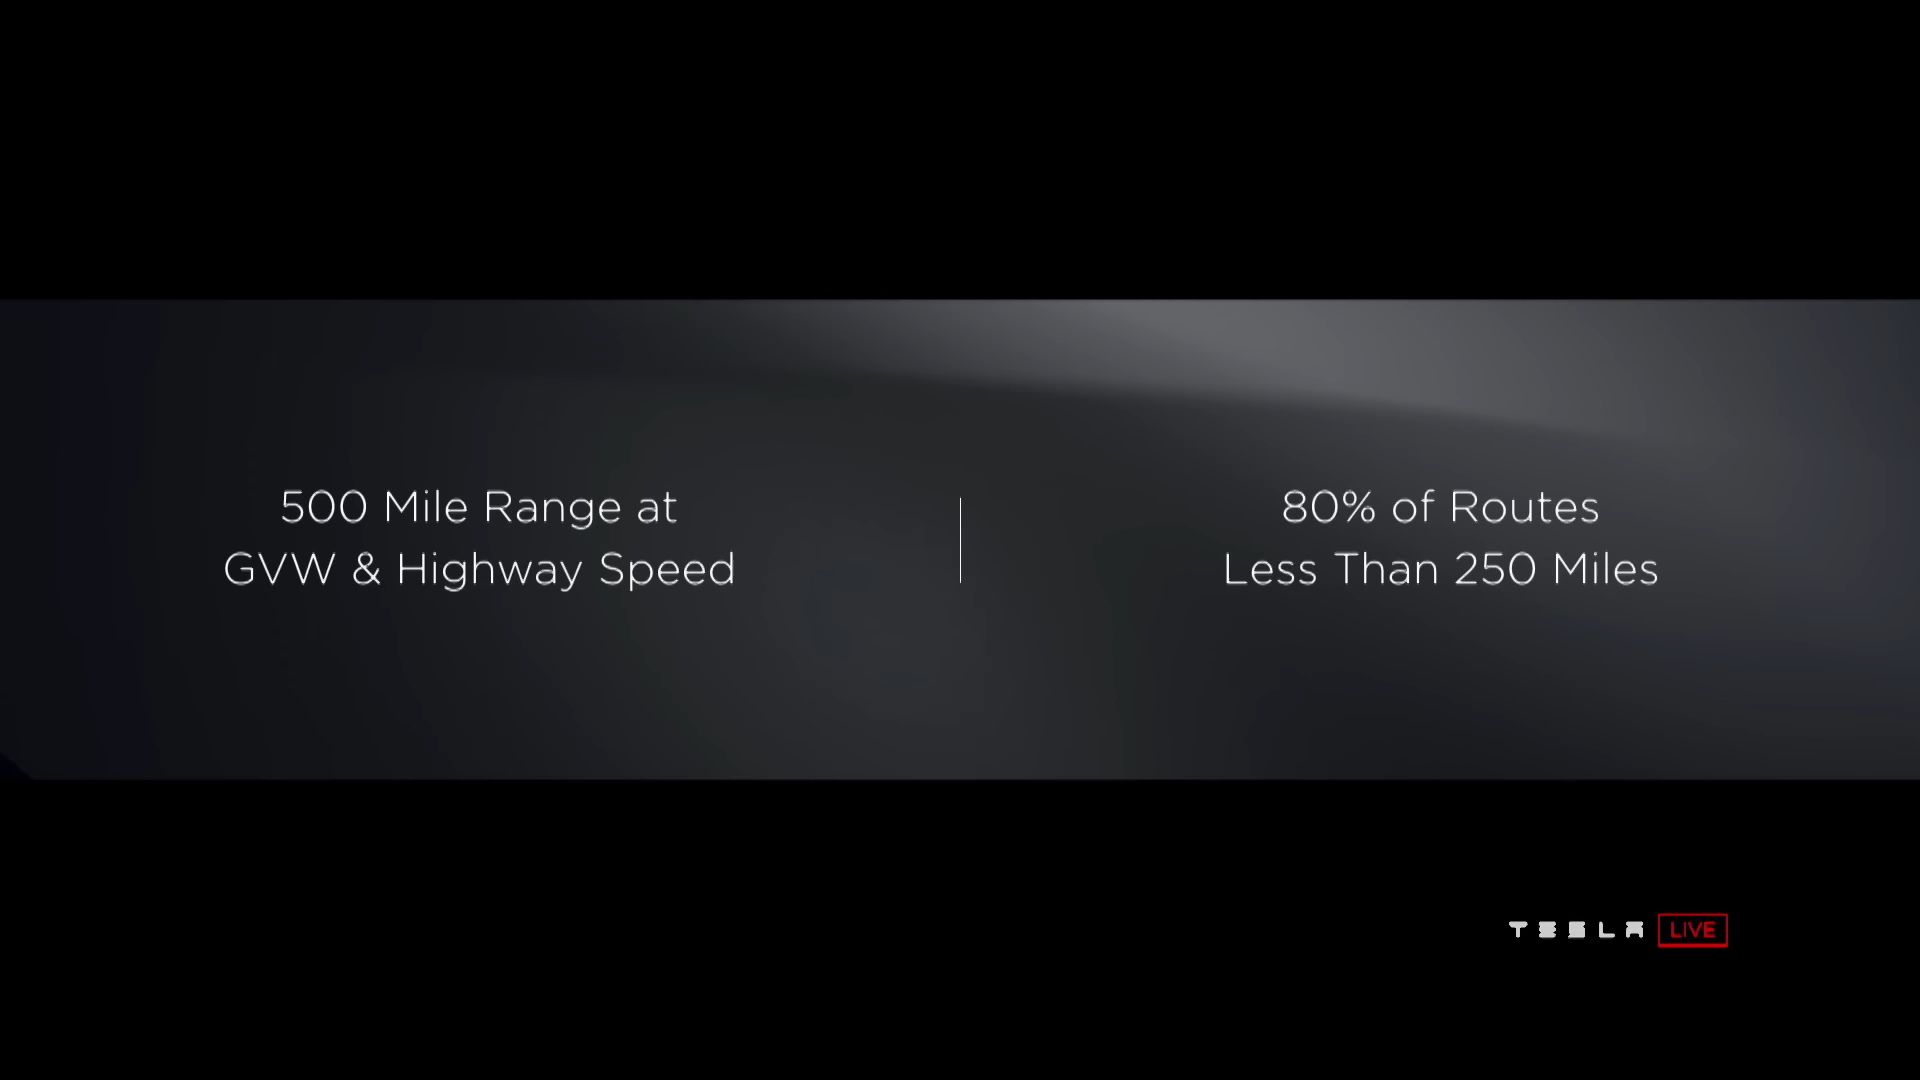 500 Mile Range at
GVW & Highway Speed
80% of Routes
Less Than 250 Miles
TESLA LIVE